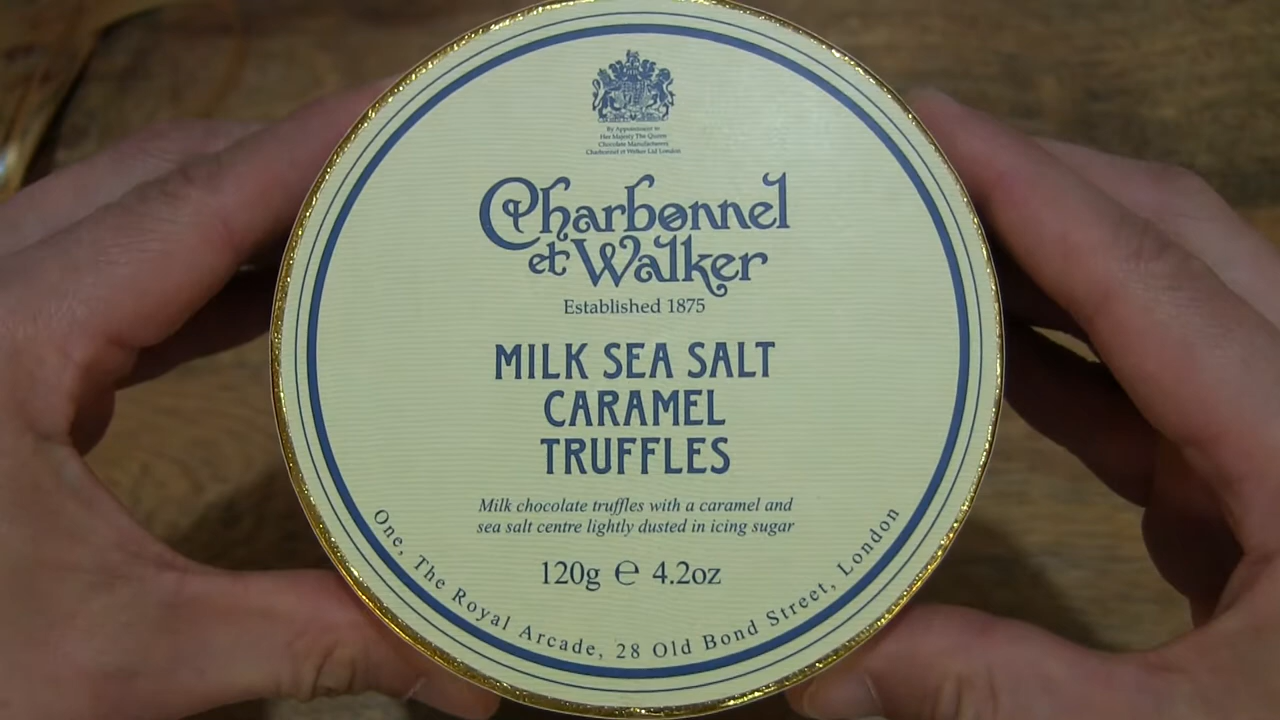 By Appointment to
Her Majesty The Queen
Chocolate Manufacturers
Charbonnel et Walker Ltd London
Charbonnel
et Walker
Established 1875
MILK SEA SALT
CARAMEL
TRUFFLES
Milk chocolate truffles with a caramel and
sea salt centre lightly dusted in icing sugar
120g ℮ 4.2oz
One, The Royal Arcade, 28 Old Bond Street, London